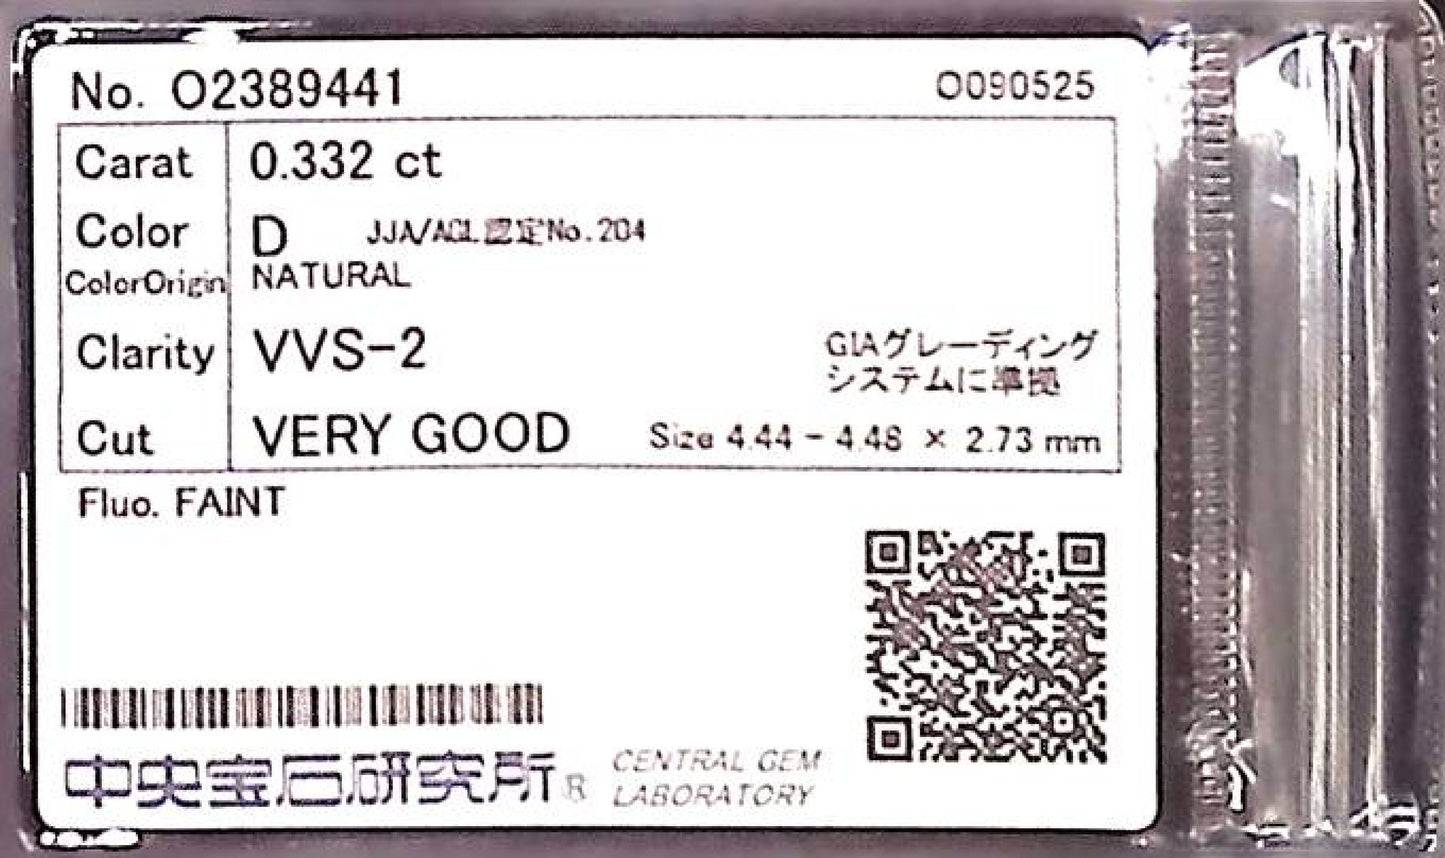 No. O2389441 O090525
Carat 0.332 ct
Color D JJA/AGL認定No.204
ColorOrigin NATURAL
Clarity VVS-2 GIAグレーディング
システムに準拠
Cut VERY GOOD Size 4.44 - 4.48 × 2.73 mm
Fluo. FAINT
中央宝石研究所® CENTRAL GEM
LABORATORY